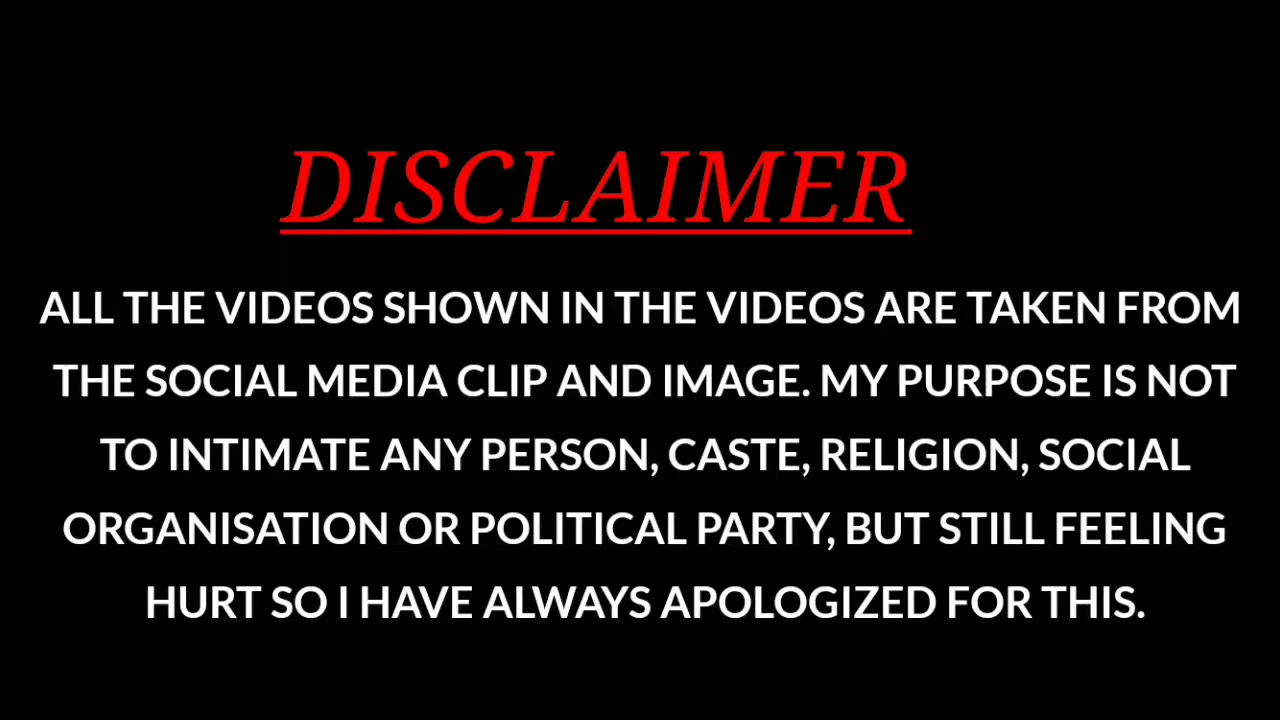 DISCLAIMER
ALL THE VIDEOS SHOWN IN THE VIDEOS ARE TAKEN FROM
THE SOCIAL MEDIA CLIP AND IMAGE. MY PURPOSE IS NOT
TO INTIMATE ANY PERSON, CASTE, RELIGION, SOCIAL
ORGANISATION OR POLITICAL PARTY, BUT STILL FEELING
HURT SO I HAVE ALWAYS APOLOGIZED FOR THIS.